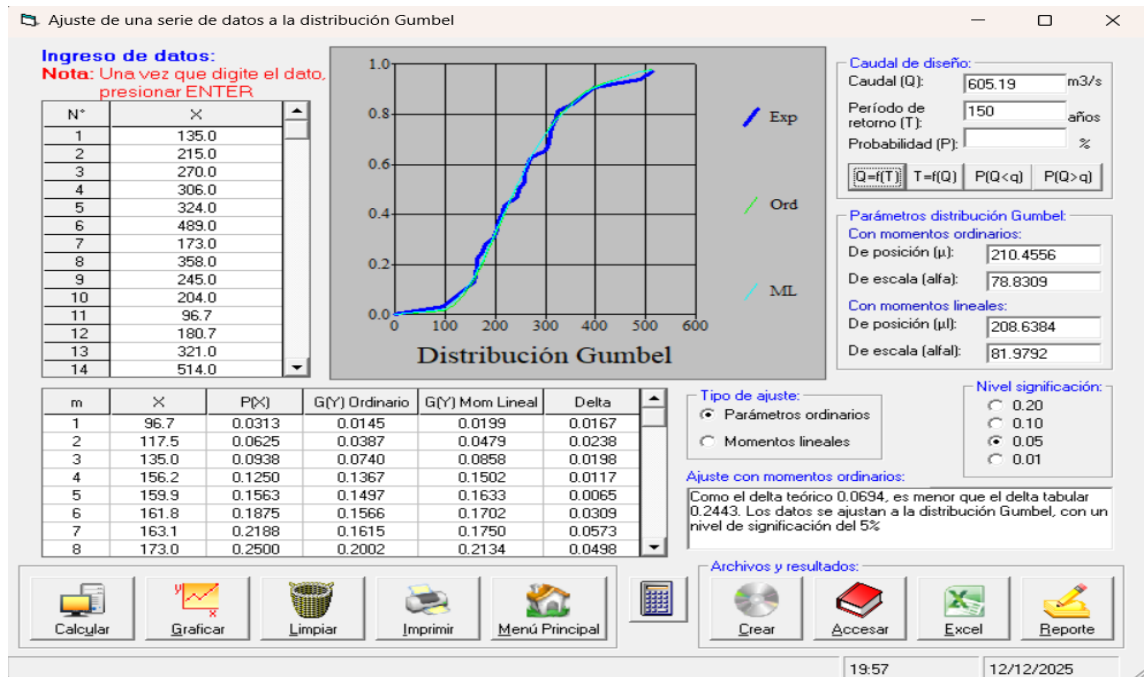 Ajuste de una serie de datos a la distribución Gumbel
Ingreso de datos:
Nota: Una vez que digite el dato,
presionar ENTER
N° X
1 135.0
2 215.0
3 270.0
4 306.0
5 324.0
6 489.0
7 173.0
8 358.0
9 245.0
10 204.0
11 96.7
12 180.7
13 321.0
14 514.0
1.0
0.8
0.6
0.4
0.2
0.0
0 100 200 300 400 500 600
Distribución Gumbel
Exp
Ord
ML
Caudal de diseño:
Caudal (Q): 605.19 m3/s
Período de
retorno (T): 150 años
Probabilidad (P): %
Q=f(T) T=f(Q) P(Q<q) P(Q>q)
Parámetros distribución Gumbel:
Con momentos ordinarios:
De posición (µ): 210.4556
De escala (alfa): 78.8309
Con momentos lineales:
De posición (µl): 208.6384
De escala (alfal): 81.9792
m X P(X) G(Y) Ordinario G(Y) Mom Lineal Delta
1 96.7 0.0313 0.0145 0.0199 0.0167
2 117.5 0.0625 0.0387 0.0479 0.0238
3 135.0 0.0938 0.0740 0.0858 0.0198
4 156.2 0.1250 0.1367 0.1502 0.0117
5 159.9 0.1563 0.1497 0.1633 0.0065
6 161.8 0.1875 0.1566 0.1702 0.0309
7 163.1 0.2188 0.1615 0.1750 0.0573
8 173.0 0.2500 0.2002 0.2134 0.0498
Tipo de ajuste:
Parámetros ordinarios
Momentos lineales
Nivel significación:
0.20
0.10
0.05
0.01
Ajuste con momentos ordinarios:
Como el delta teórico 0.0694, es menor que el delta tabular
0.2443. Los datos se ajustan a la distribución Gumbel, con un
nivel de significación del 5%
Calcular Graficar Limpiar Imprimir Menú Principal
Archivos y resultados:
Crear Accesar Excel Reporte
19:57 12/12/2025